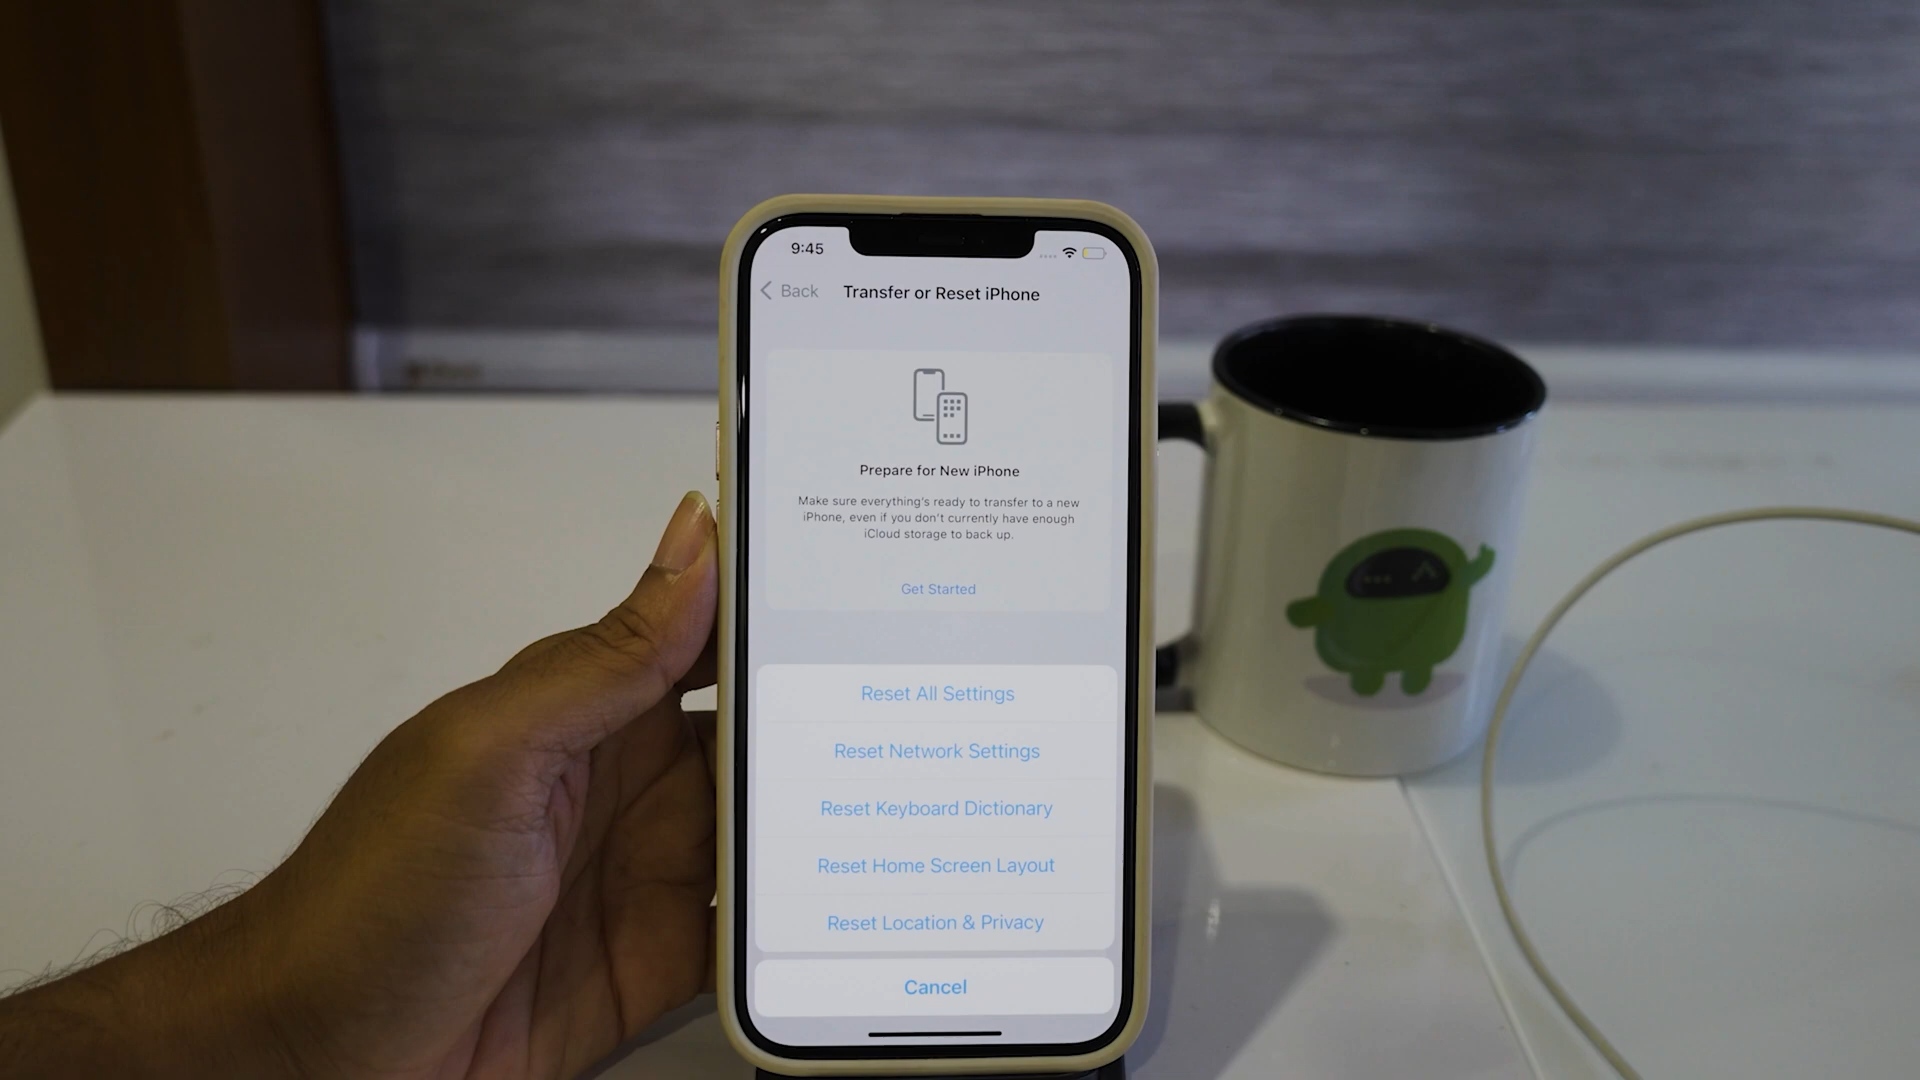 9:45
Back
Transfer or Reset iPhone
Prepare for New iPhone
Make sure everything's ready to transfer to a new
iPhone, even if you don't currently have enough
iCloud storage to back up.
Get Started
Reset All Settings
Reset Network Settings
Reset Keyboard Dictionary
Reset Home Screen Layout
Reset Location & Privacy
Cancel